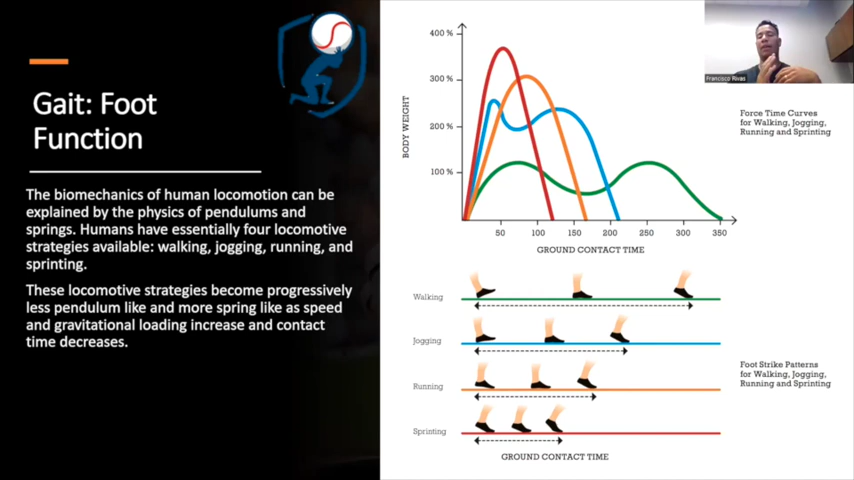 Gait: Foot
Function
The biomechanics of human locomotion can be
explained by the physics of pendulums and
springs. Humans have essentially four locomotive
strategies available: walking, jogging, running, and
sprinting.
These locomotive strategies become progressively
less pendulum like and more spring like as speed
and gravitational loading increase and contact
time decreases.
BODY WEIGHT
400 %
300 %
200 %
100 %
50
100
150
200
250
300
350
GROUND CONTACT TIME
Force Time Curves
for Walking, Jogging,
Running and Sprinting
Francisco Rivas
Walking
Jogging
Running
Sprinting
GROUND CONTACT TIME
Foot Strike Patterns
for Walking, Jogging,
Running and Sprinting